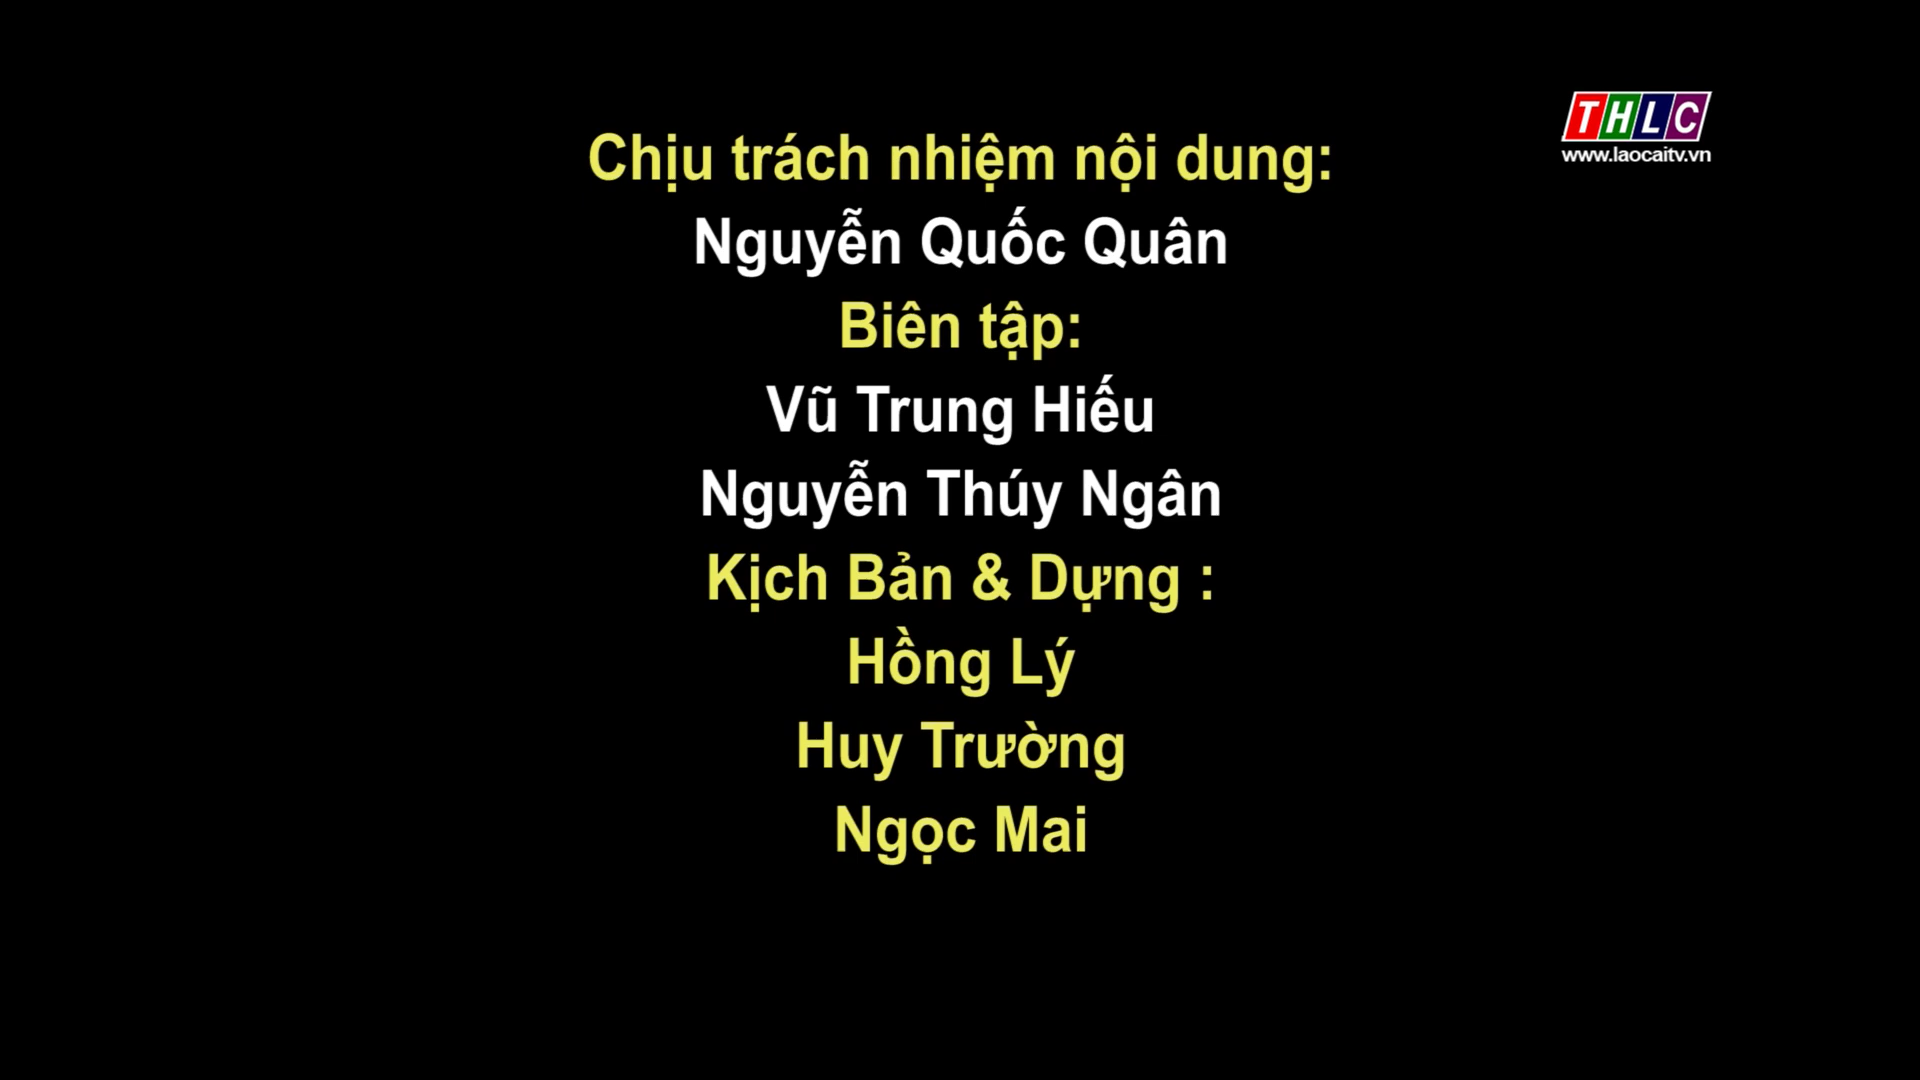 THLC
www.laocaitv.vn
Chịu trách nhiệm nội dung:
Nguyễn Quốc Quân
Biên tập:
Vũ Trung Hiếu
Nguyễn Thúy Ngân
Kịch Bản & Dựng :
Hồng Lý
Huy Trường
Ngọc Mai